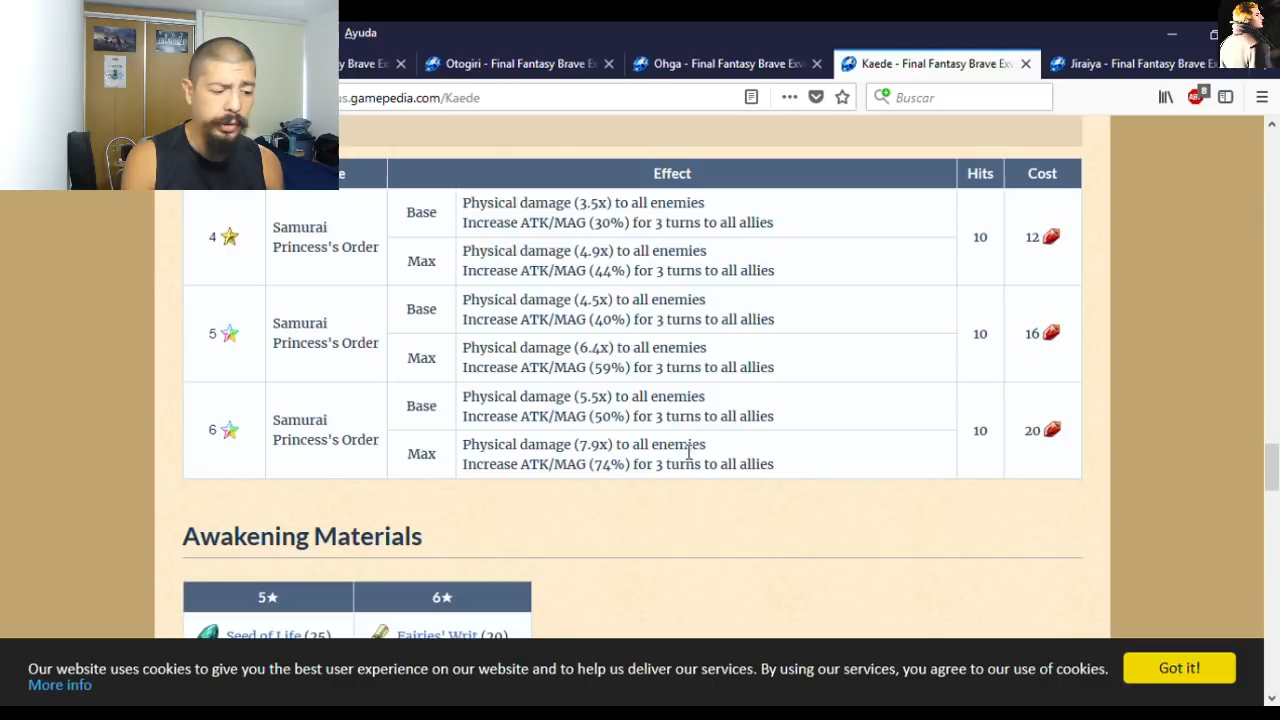 Ayuda
Brave Ex
Otogiri - Final Fantasy Brave Ex
Ohga - Final Fantasy Brave Exv
Kaede - Final Fantasy Brave Exv
Jiraiya - Final Fantasy Brave Ex
us.gamepedia.com/Kaede
Buscar
8
Effect
Hits
Cost
4
Samurai
Princess's Order
Base
Physical damage (3.5x) to all enemies
Increase ATK/MAG (30%) for 3 turns to all allies
Max
Physical damage (4.9x) to all enemies
Increase ATK/MAG (44%) for 3 turns to all allies
10
12
5
Samurai
Princess's Order
Base
Physical damage (4.5x) to all enemies
Increase ATK/MAG (40%) for 3 turns to all allies
Max
Physical damage (6.4x) to all enemies
Increase ATK/MAG (59%) for 3 turns to all allies
10
16
6
Samurai
Princess's Order
Base
Physical damage (5.5x) to all enemies
Increase ATK/MAG (50%) for 3 turns to all allies
Max
Physical damage (7.9x) to all enemies
Increase ATK/MAG (74%) for 3 turns to all allies
10
20
Awakening Materials
5★
6★
Seed of Life (25)
Fairies' Writ (20)
Our website uses cookies to give you the best user experience on our website and to help us deliver our services. By using our services, you agree to our use of cookies.
More info
Got it!